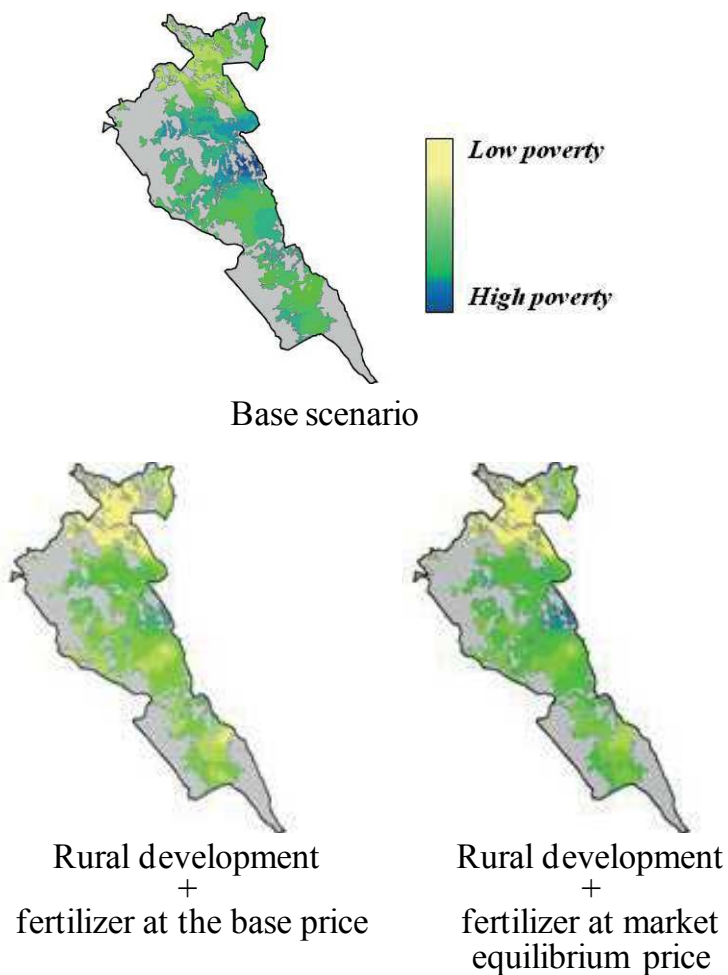 Low poverty
High poverty
Base scenario
Rural development
+
fertilizer at the base price
Rural development
+
fertilizer at market
equilibrium price